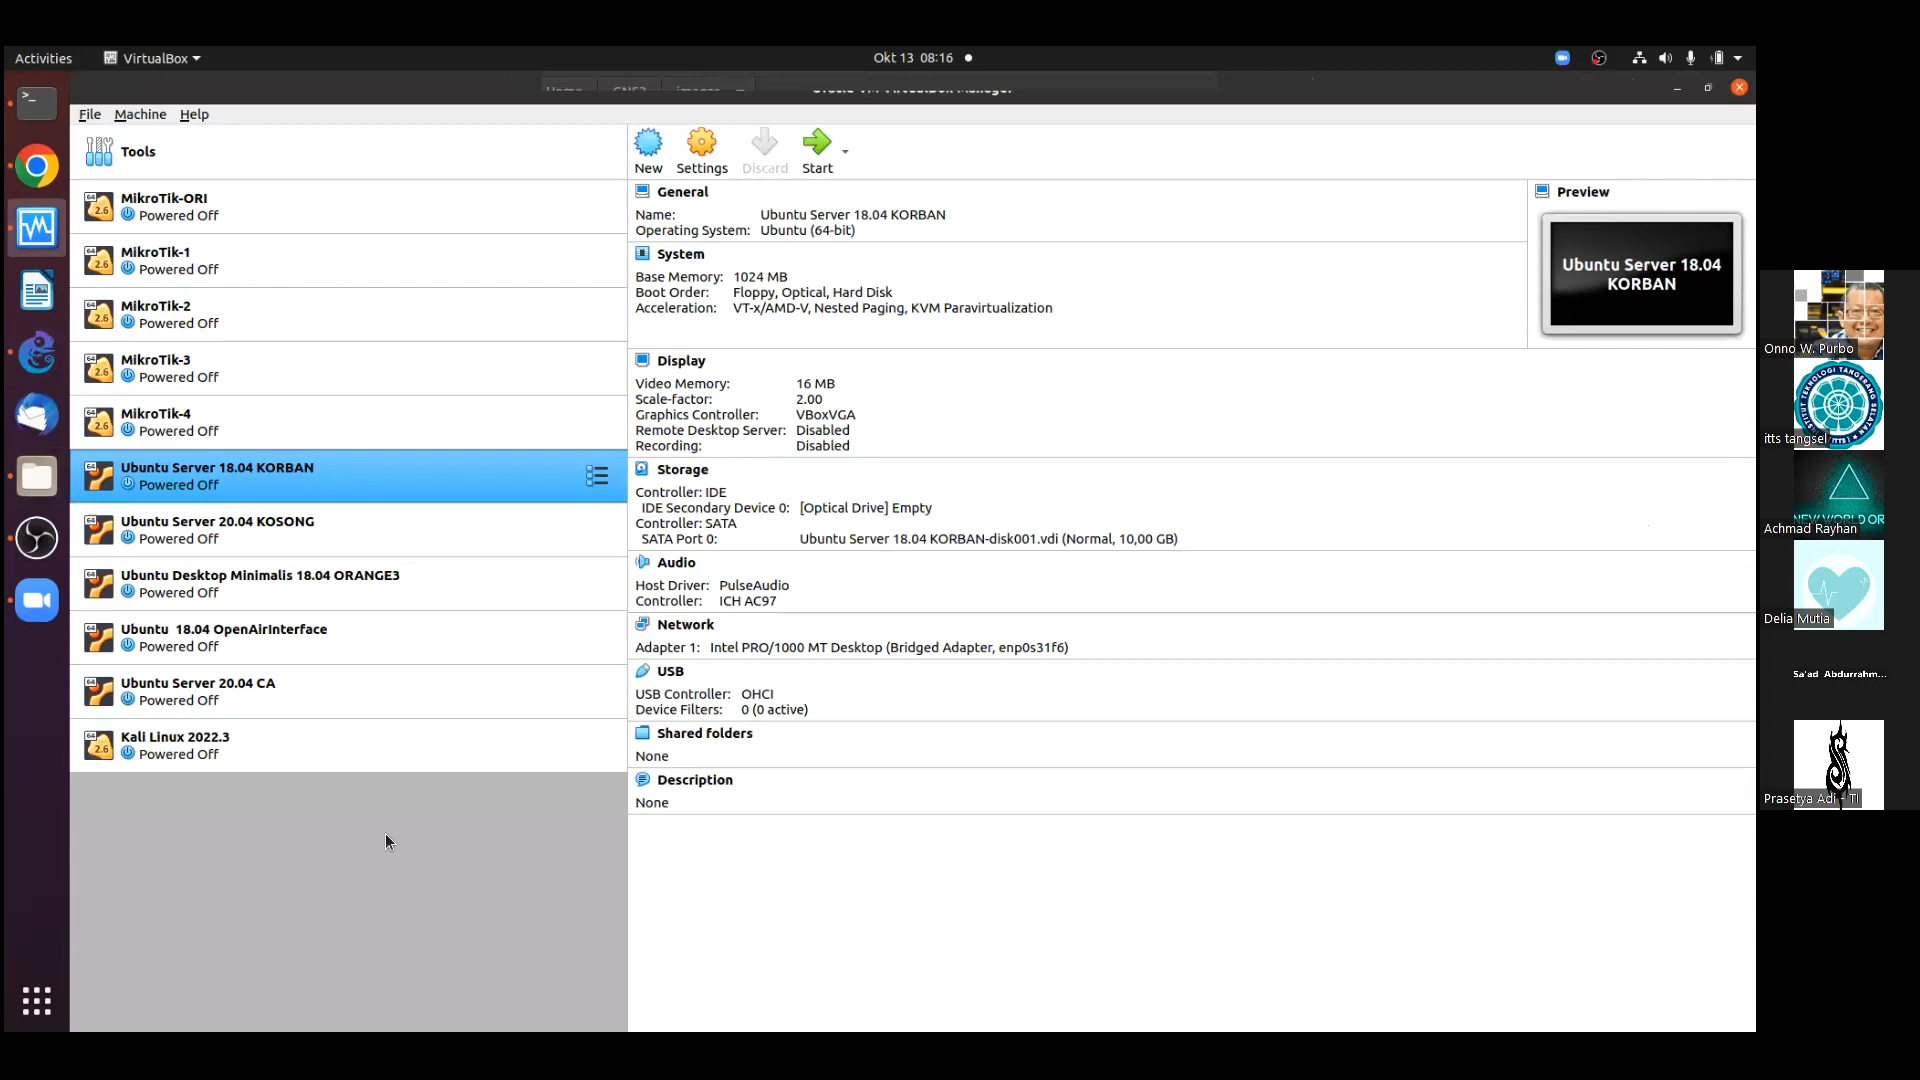 Activities
VirtualBox
Okt 13 08:16
File Machine Help
Tools
New
Settings
Discard
Start
MikroTik-ORI
Powered Off
MikroTik-1
Powered Off
MikroTik-2
Powered Off
MikroTik-3
Powered Off
MikroTik-4
Powered Off
Ubuntu Server 18.04 KORBAN
Powered Off
Ubuntu Server 20.04 KOSONG
Powered Off
Ubuntu Desktop Minimalis 18.04 ORANGE3
Powered Off
Ubuntu 18.04 OpenAirInterface
Powered Off
Ubuntu Server 20.04 CA
Powered Off
Kali Linux 2022.3
Powered Off
General
Name: Ubuntu Server 18.04 KORBAN
Operating System: Ubuntu (64-bit)
System
Base Memory: 1024 MB
Boot Order: Floppy, Optical, Hard Disk
Acceleration: VT-x/AMD-V, Nested Paging, KVM Paravirtualization
Display
Video Memory: 16 MB
Scale-factor: 2.00
Graphics Controller: VBoxVGA
Remote Desktop Server: Disabled
Recording: Disabled
Storage
Controller: IDE
IDE Secondary Device 0: [Optical Drive] Empty
Controller: SATA
SATA Port 0: Ubuntu Server 18.04 KORBAN-disk001.vdi (Normal, 10,00 GB)
Audio
Host Driver: PulseAudio
Controller: ICH AC97
Network
Adapter 1: Intel PRO/1000 MT Desktop (Bridged Adapter, enp0s31f6)
USB
USB Controller: OHCI
Device Filters: 0 (0 active)
Shared folders
None
Description
None
Preview
Ubuntu Server 18.04
KORBAN
Onno W. Purbo
itts tangsel
Achmad Rayhan
Delia Mutia
Sa'ad Abdurrahm...
Prasetya Adi - TI